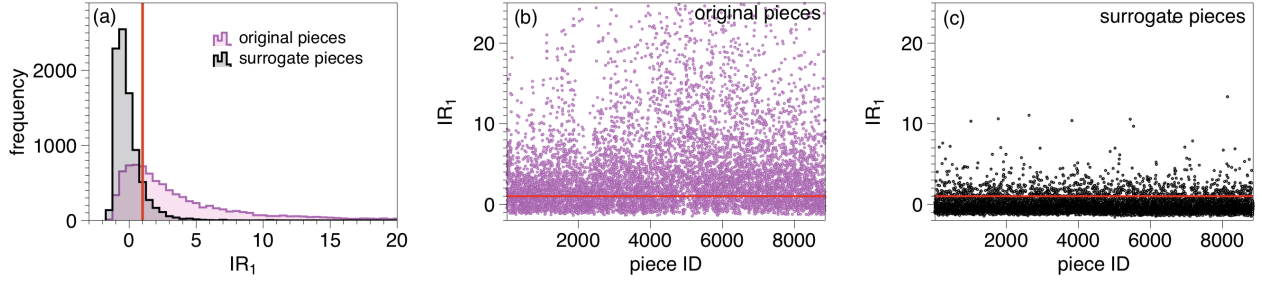 (a)
original pieces
surrogate pieces
frequency
2000
1000
0
0
5
10
15
20
IR1
(b)
original pieces
IR1
20
10
0
2000
4000
6000
8000
piece ID
(c)
surrogate pieces
IR1
20
10
0
2000
4000
6000
8000
piece ID